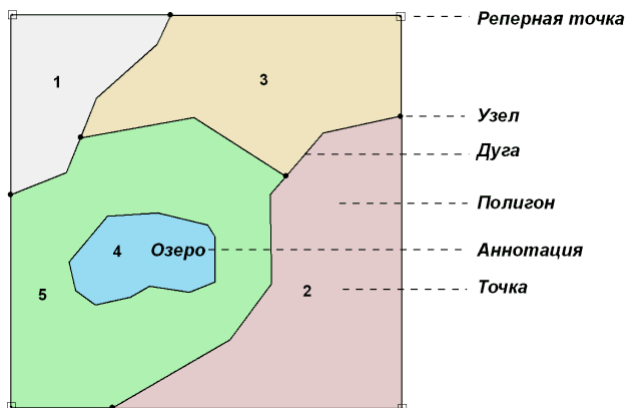 Реперная точка
1
3
Узел
Дуга
Полигон
4
Озеро
Аннотация
5
2
Точка